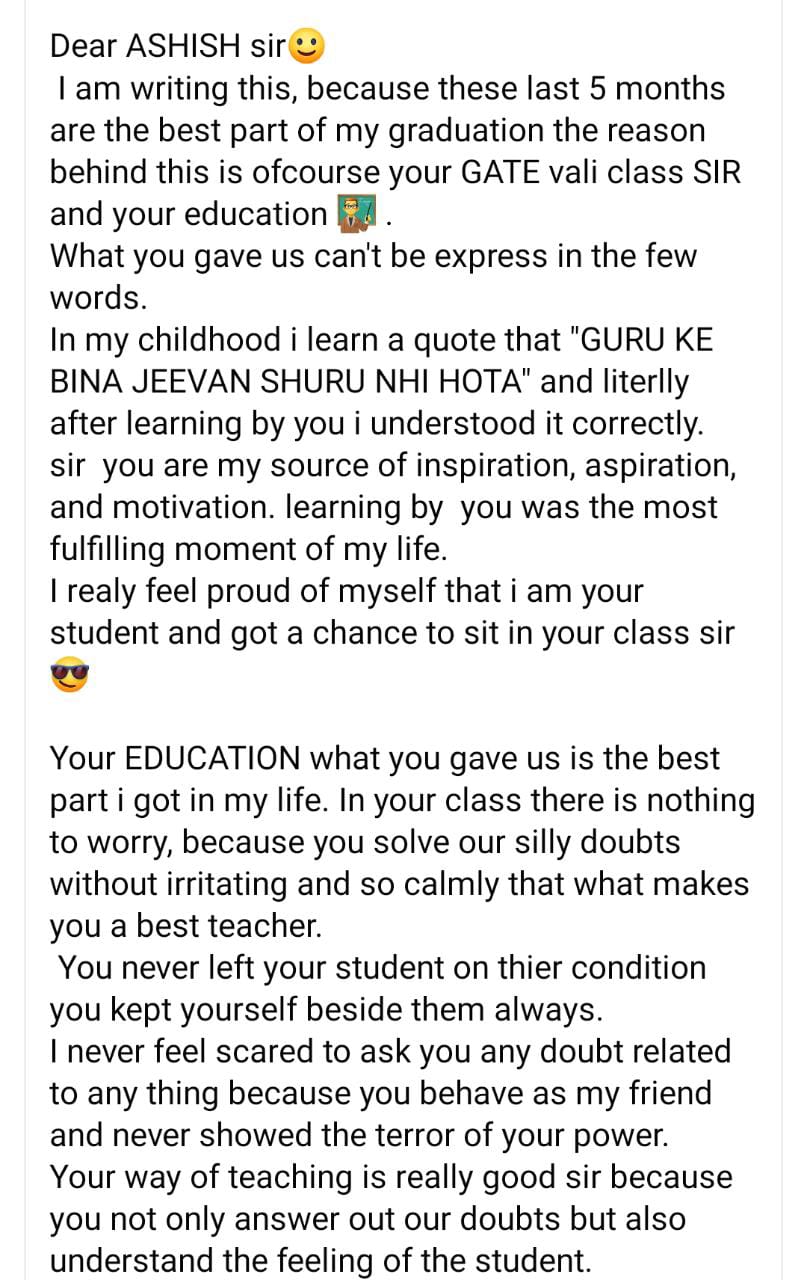 Dear ASHISH sir🙂
I am writing this, because these last 5 months
are the best part of my graduation the reason
behind this is ofcourse your GATE vali class SIR
and your education 👨‍🏫 .
What you gave us can't be express in the few
words.
In my childhood i learn a quote that "GURU KE
BINA JEEVAN SHURU NHI HOTA" and literlly
after learning by you i understood it correctly.
sir  you are my source of inspiration, aspiration,
and motivation. learning by  you was the most
fulfilling moment of my life.
I realy feel proud of myself that i am your
student and got a chance to sit in your class sir
😎
Your EDUCATION what you gave us is the best
part i got in my life. In your class there is nothing
to worry, because you solve our silly doubts
without irritating and so calmly that what makes
you a best teacher.
You never left your student on thier condition
you kept yourself beside them always.
I never feel scared to ask you any doubt related
to any thing because you behave as my friend
and never showed the terror of your power.
Your way of teaching is really good sir because
you not only answer out our doubts but also
understand the feeling of the student.